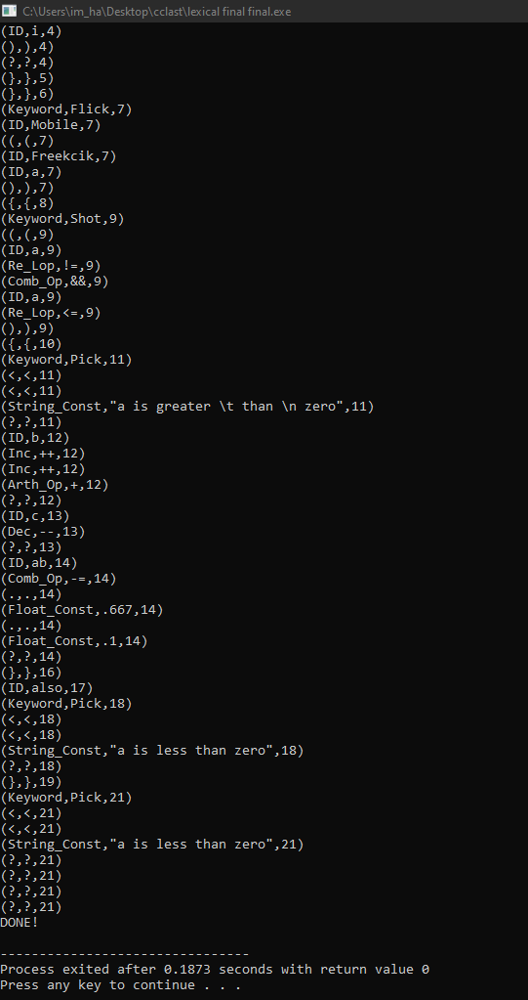 C:\Users\im_ha\Desktop\cclast\lexical final final.exe
(ID,i,4)
(),),4)
(?,?,4)
(},},5)
(},},6)
(Keyword,Flick,7)
(ID,Mobile,7)
((,(,7)
(ID,Freekcik,7)
(ID,a,7)
(),),7)
({,{,8)
(Keyword,Shot,9)
((,(,9)
(ID,a,9)
(Re_Lop,!=,9)
(Comb_Op,&&,9)
(ID,a,9)
(Re_Lop,<=,9)
(),),9)
({,{,10)
(Keyword,Pick,11)
(<,<,11)
(<,<,11)
(String_Const,"a is greater \t than \n zero",11)
(?,?,11)
(ID,b,12)
(Inc,++,12)
(Inc,++,12)
(Arth_Op,+,12)
(?,?,12)
(ID,c,13)
(Dec,--,13)
(?,?,13)
(ID,ab,14)
(Comb_Op,-=,14)
(.,.,14)
(Float_Const,.667,14)
(.,.,14)
(Float_Const,.1,14)
(?,?,14)
(},},16)
(ID,also,17)
(Keyword,Pick,18)
(<,<,18)
(<,<,18)
(String_Const,"a is less than zero",18)
(?,?,18)
(},},19)
(Keyword,Pick,21)
(<,<,21)
(<,<,21)
(String_Const,"a is less than zero",21)
(?,?,21)
(?,?,21)
(?,?,21)
(?,?,21)
DONE!
--------------------------------
Process exited after 0.1873 seconds with return value 0
Press any key to continue . . .